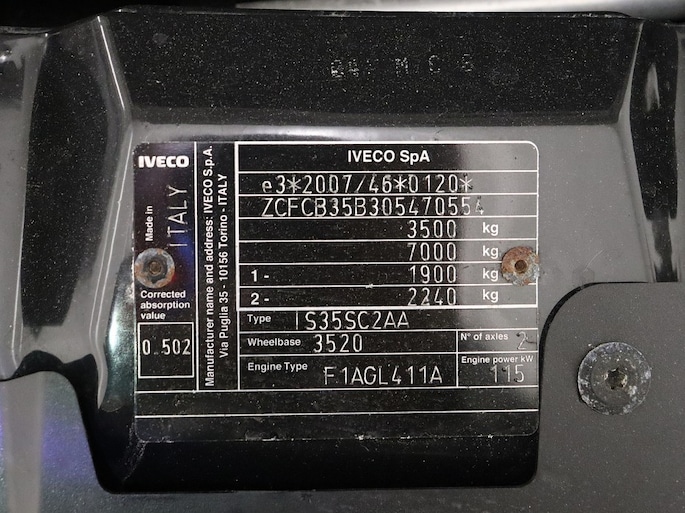 IVECO
Made in
ITALY
Corrected
absorption
value
0.502
Manufacturer name and address: IVECO S.p.A.
Via Puglia 35 - 10156 Torino - ITALY
IVECO SpA
e3*2007/46*0120*
ZCFCB35B305470554
3500 kg
7000 kg
1- 1900 kg
2- 2240 kg
Type IS35SC2AA
Wheelbase 3520 N° of axles 2
Engine Type F1AGL411A Engine power kW 115